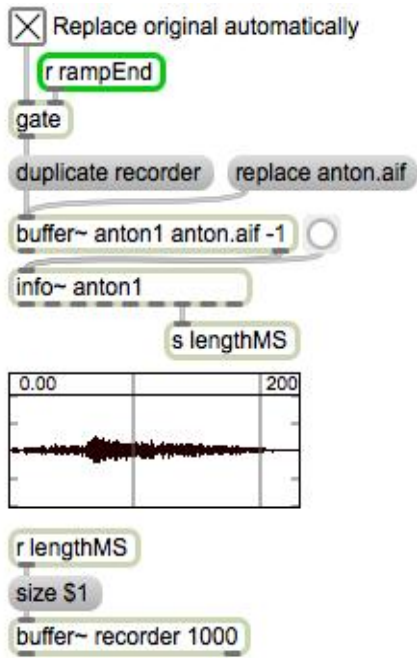 Replace original automatically
r rampEnd
gate
duplicate recorder replace anton.aif
buffer~ anton1 anton.aif -1
info~ anton1
s lengthMS
0.00 200
r lengthMS
size $1
buffer~ recorder 1000